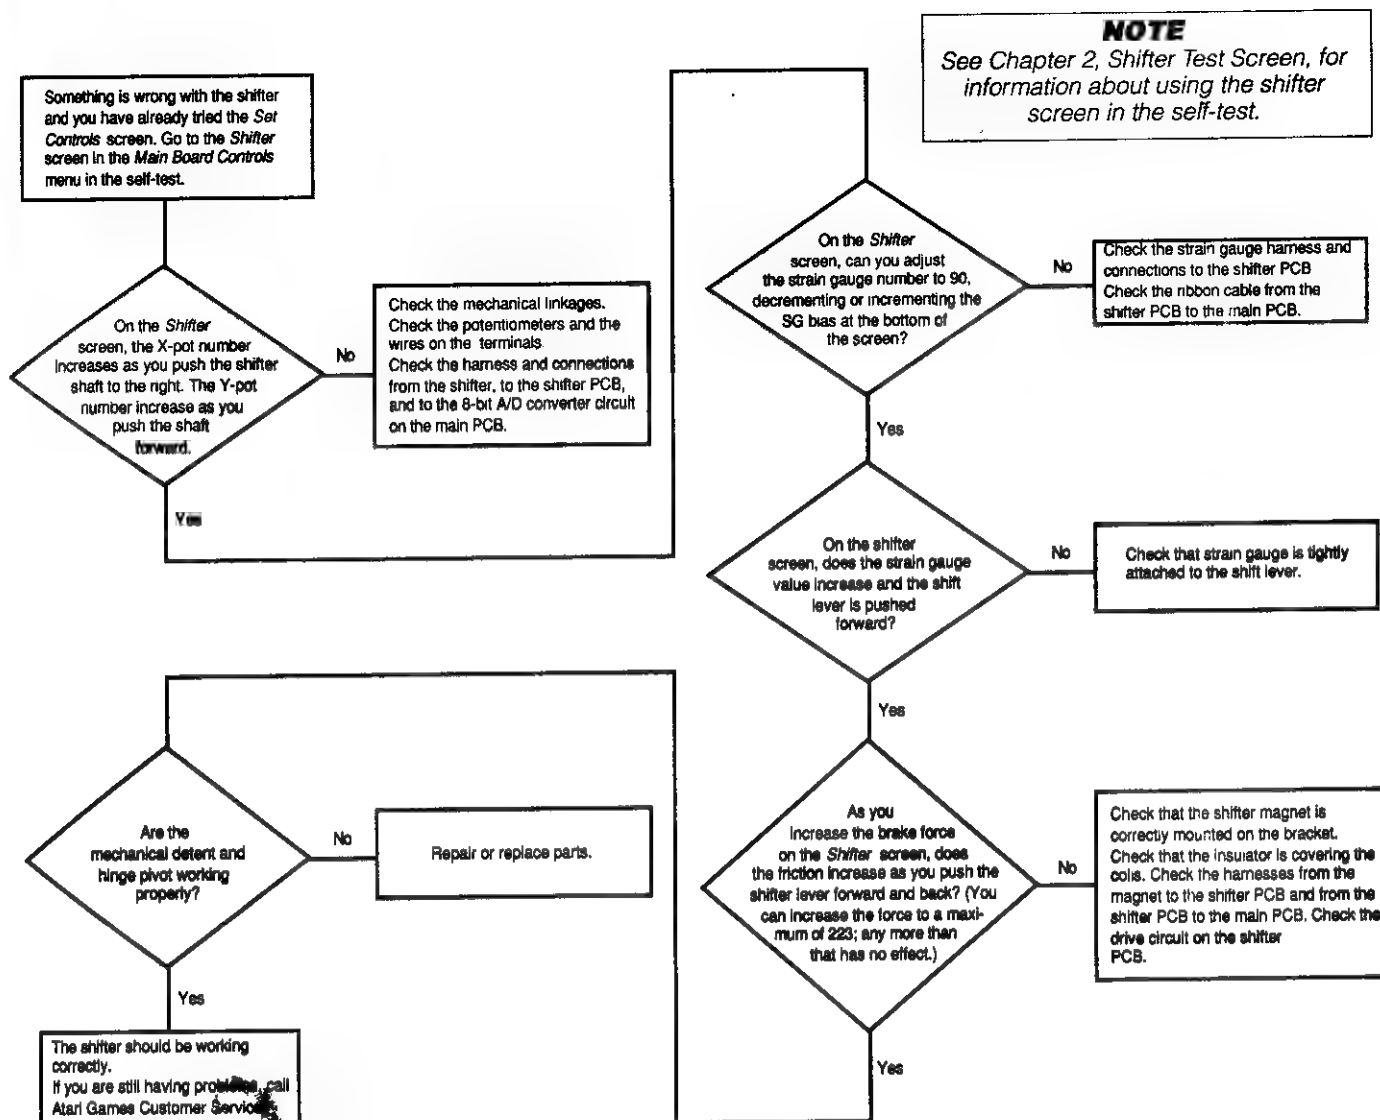 NOTE
See Chapter 2, Shifter Test Screen, for
information about using the shifter
screen in the self-test.
Something is wrong with the shifter
and you have already tried the Set
Controls screen. Go to the Shifter
screen in the Main Board Controls
menu in the self-test.
On the Shifter
screen, the X-pot number
increases as you push the shifter
shaft to the right. The Y-pot
number increase as you
push the shaft
forward.
No
Check the mechanical linkages.
Check the potentiometers and the
wires on the terminals
Check the harness and connections
from the shifter, to the shifter PCB,
and to the 8-bit A/D converter circuit
on the main PCB.
Yes
On the Shifter
screen, can you adjust
the strain gauge number to 90,
decrementing or incrementing the
SG bias at the bottom of
the screen?
No
Check the strain gauge harness and
connections to the shifter PCB
Check the ribbon cable from the
shifter PCB to the main PCB.
Yes
On the shifter
screen, does the strain gauge
value increase and the shift
lever is pushed
forward?
No
Check that strain gauge is tightly
attached to the shift lever.
Yes
As you
increase the brake force
on the Shifter screen, does
the friction increase as you push the
shifter lever forward and back? (You
can increase the force to a maxi-
mum of 223; any more than
that has no effect.)
No
Check that the shifter magnet is
correctly mounted on the bracket.
Check that the insulator is covering the
coils. Check the harnesses from the
magnet to the shifter PCB and from the
shifter PCB to the main PCB. Check the
drive circuit on the shifter
PCB.
Yes
Are the
mechanical detent and
hinge pivot working
properly?
No
Repair or replace parts.
Yes
The shifter should be working
correctly.
If you are still having problems, call
Atari Games Customer Service